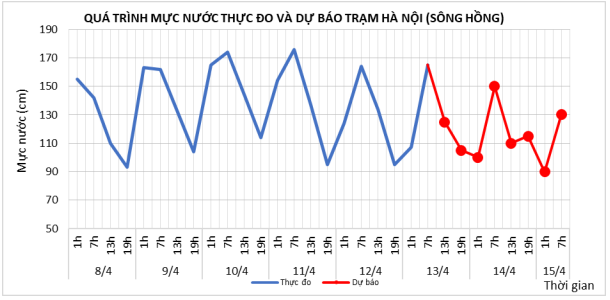 QUÁ TRÌNH MỰC NƯỚC THỰC ĐO VÀ DỰ BÁO TRẠM HÀ NỘI (SÔNG HỒNG)
Mực nước (cm)
190
170
150
130
110
90
70
50
1h 7h 13h 19h 1h 7h 13h 19h 1h 7h 13h 19h 1h 7h 13h 19h 1h 7h 13h 19h 1h 7h 13h 19h 1h 7h 13h 19h 1h 7h
8/4 9/4 10/4 11/4 12/4 13/4 14/4 15/4
Thực đo Dự báo Thời gian